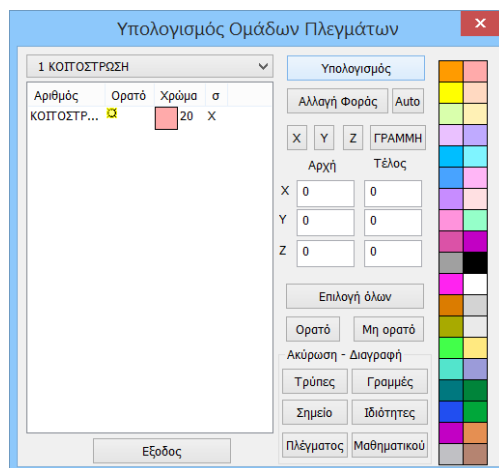 Υπολογισμός Ομάδων Πλεγμάτων
1 ΚΟΙΤΟΣΤΡΩΣΗ
Αριθμός Ορατό Χρώμα σ
ΚΟΙΤΟΣΤΡ... 20 X
Υπολογισμός
Αλλαγή Φοράς Auto
X Y Z ΓΡΑΜΜΗ
Αρχή Τέλος
X 0 0
Y 0 0
Z 0 0
Επιλογή όλων
Ορατό Μη ορατό
Ακύρωση - Διαγραφή
Τρύπες Γραμμές
Σημείο Ιδιότητες
Πλέγματος Μαθηματικού
Εξοδος